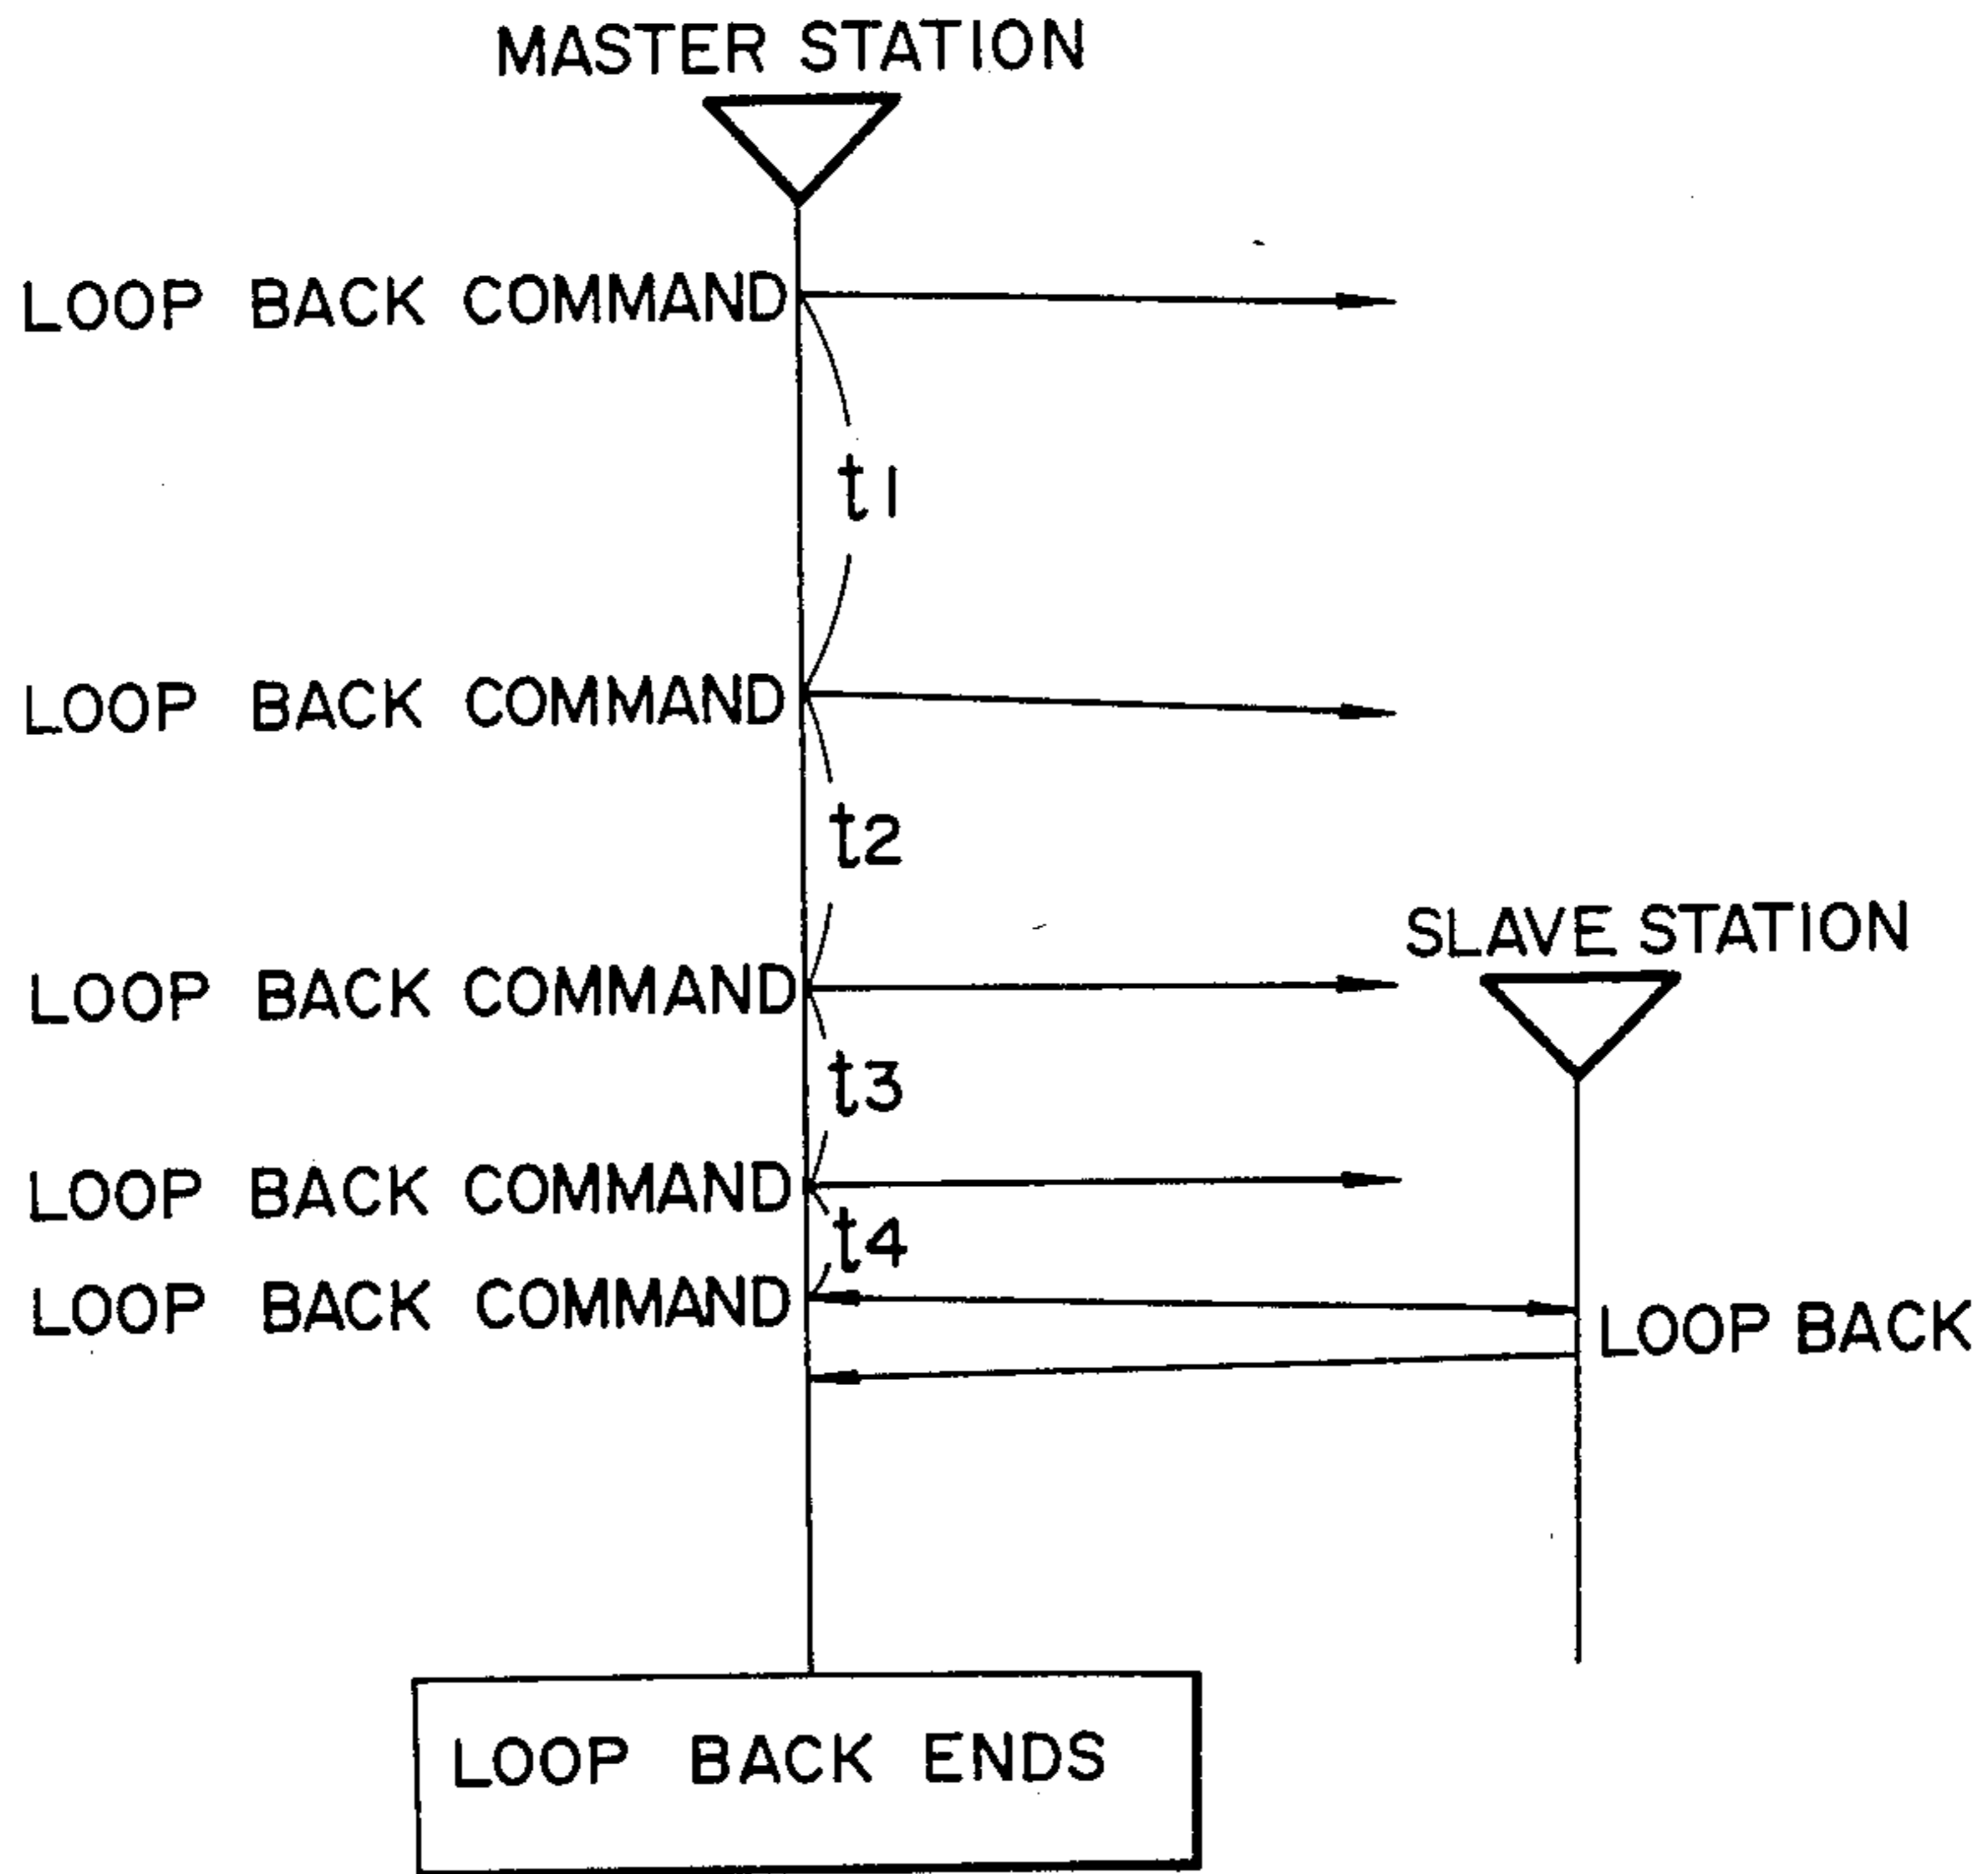 MASTER STATION
LOOP BACK COMMAND
t1
LOOP BACK COMMAND
t2
SLAVE STATION
LOOP BACK COMMAND
t3
LOOP BACK COMMAND
t4
LOOP BACK COMMAND
LOOP BACK
LOOP BACK ENDS